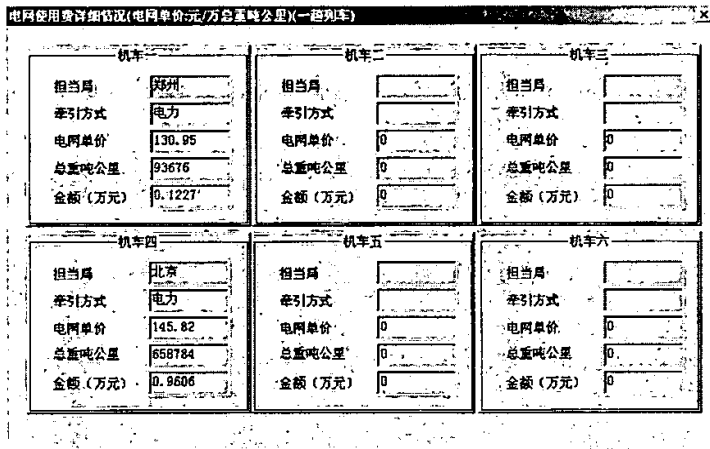 电网使用费详细情况(电网单价:元/万总重吨公里)(一趟列车)
机车一
担当局 郑州
牵引方式 电力
电网单价 130.95
总重吨公里 93676
金额(万元) 0.1227
机车二
担当局
牵引方式
电网单价 0
总重吨公里 0
金额(万元) 0
机车三
担当局
牵引方式
电网单价 0
总重吨公里 0
金额(万元) 0
机车四
担当局 北京
牵引方式 电力
电网单价 145.82
总重吨公里 658784
金额(万元) 0.9606
机车五
担当局
牵引方式
电网单价 0
总重吨公里 0
金额(万元) 0
机车六
担当局
牵引方式
电网单价 0
总重吨公里 0
金额(万元) 0